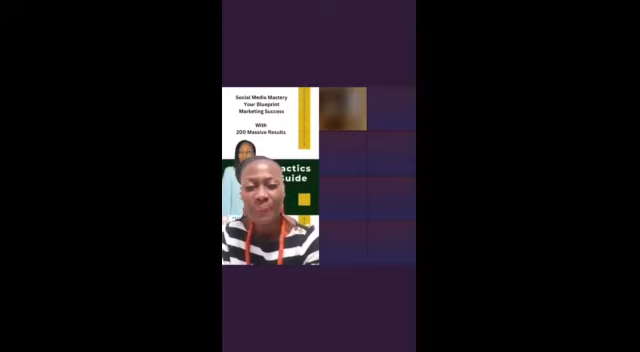 Social Media Mastery
Your Blueprint
Marketing Success
With
200 Massive Results
actics
Guide